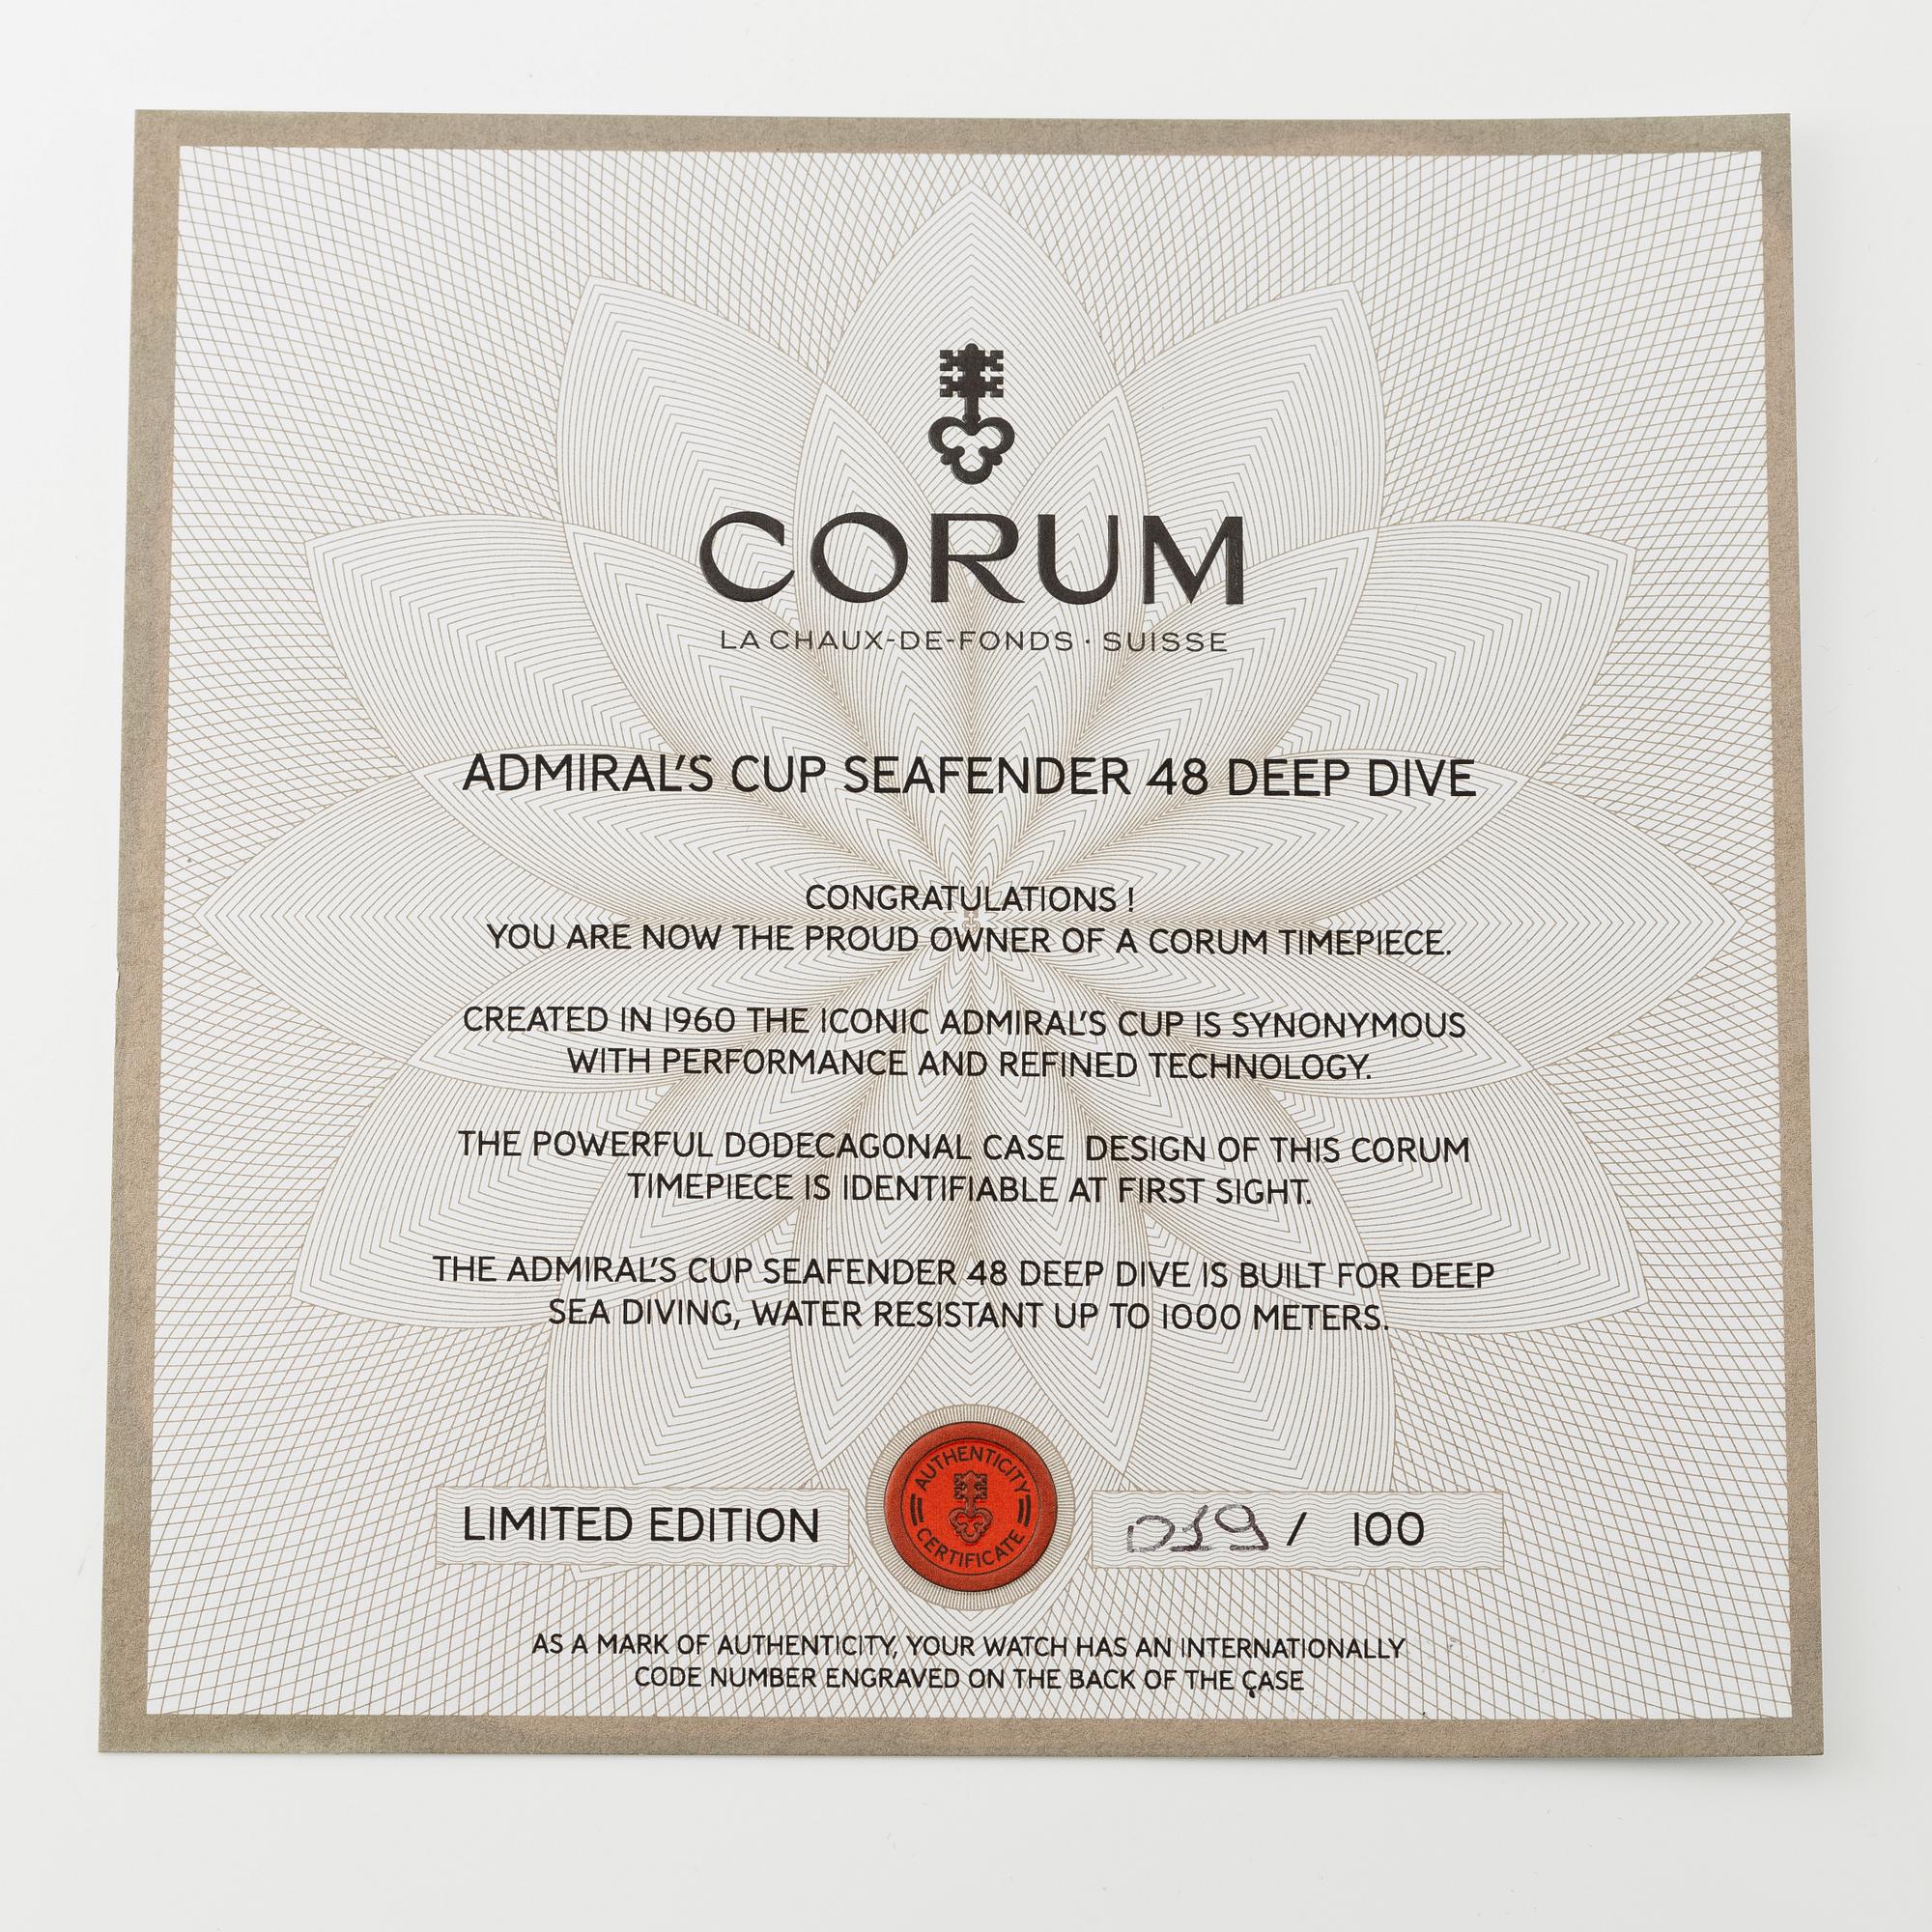 CORUM
LA CHAUX-DE-FONDS · SUISSE
ADMIRAL'S CUP SEAFENDER 48 DEEP DIVE
CONGRATULATIONS !
YOU ARE NOW THE PROUD OWNER OF A CORUM TIMEPIECE.
CREATED IN 1960 THE ICONIC ADMIRAL'S CUP IS SYNONYMOUS
WITH PERFORMANCE AND REFINED TECHNOLOGY.
THE POWERFUL DODECAGONAL CASE DESIGN OF THIS CORUM
TIMEPIECE IS IDENTIFIABLE AT FIRST SIGHT.
THE ADMIRAL'S CUP SEAFENDER 48 DEEP DIVE IS BUILT FOR DEEP
SEA DIVING, WATER RESISTANT UP TO 1000 METERS.
LIMITED EDITION
AUTHENTICITY
CERTIFICATE
019 / 100
AS A MARK OF AUTHENTICITY, YOUR WATCH HAS AN INTERNATIONALLY
CODE NUMBER ENGRAVED ON THE BACK OF THE CASE